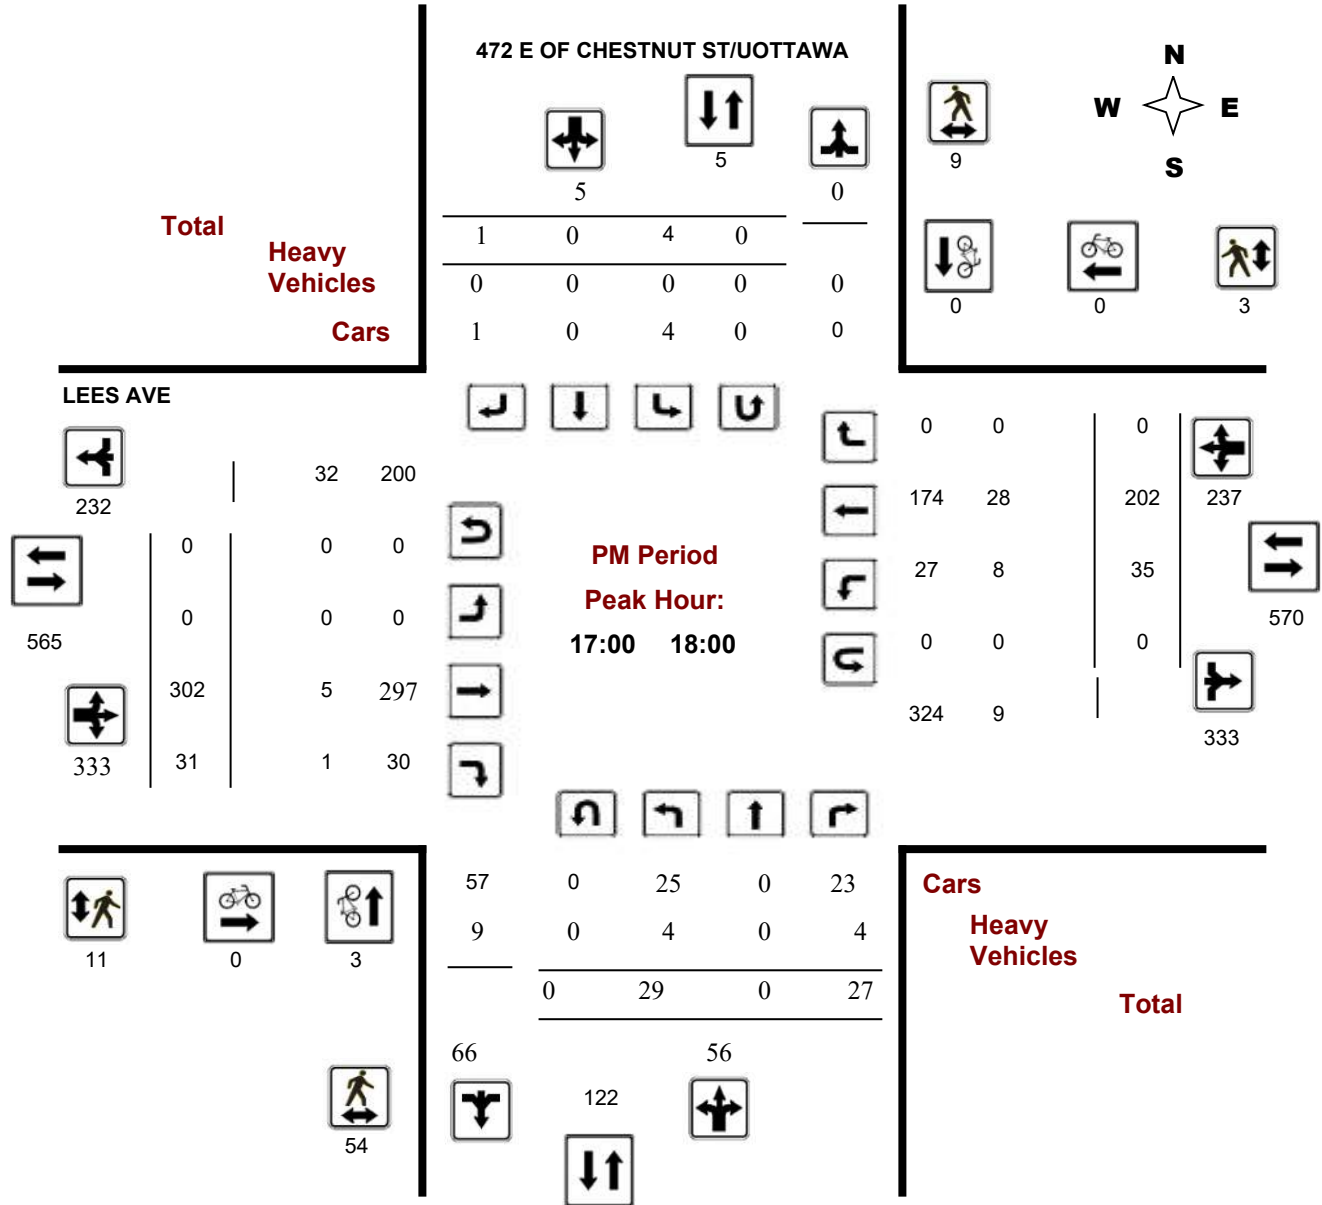 472 E OF CHESTNUT ST/UOTTAWA
N
W E
S
5
9
5 0
Total
1 0 4 0
Heavy
Vehicles
0 0 0 0 0
0 0 3
Cars
1 0 4 0 0
LEES AVE
0 0 0
32 200
232
174 28 202 237
0 0 0
PM Period
27 8 35
Peak Hour:
0 0 0
565
17:00 18:00
0 0 0
570
302 5 297
324 9
333
333 31 1 30
57 0 25 0 23
Cars
9 0 4 0 4
Heavy
Vehicles
11 0 3
0 29 0 27
Total
66 56
122
54